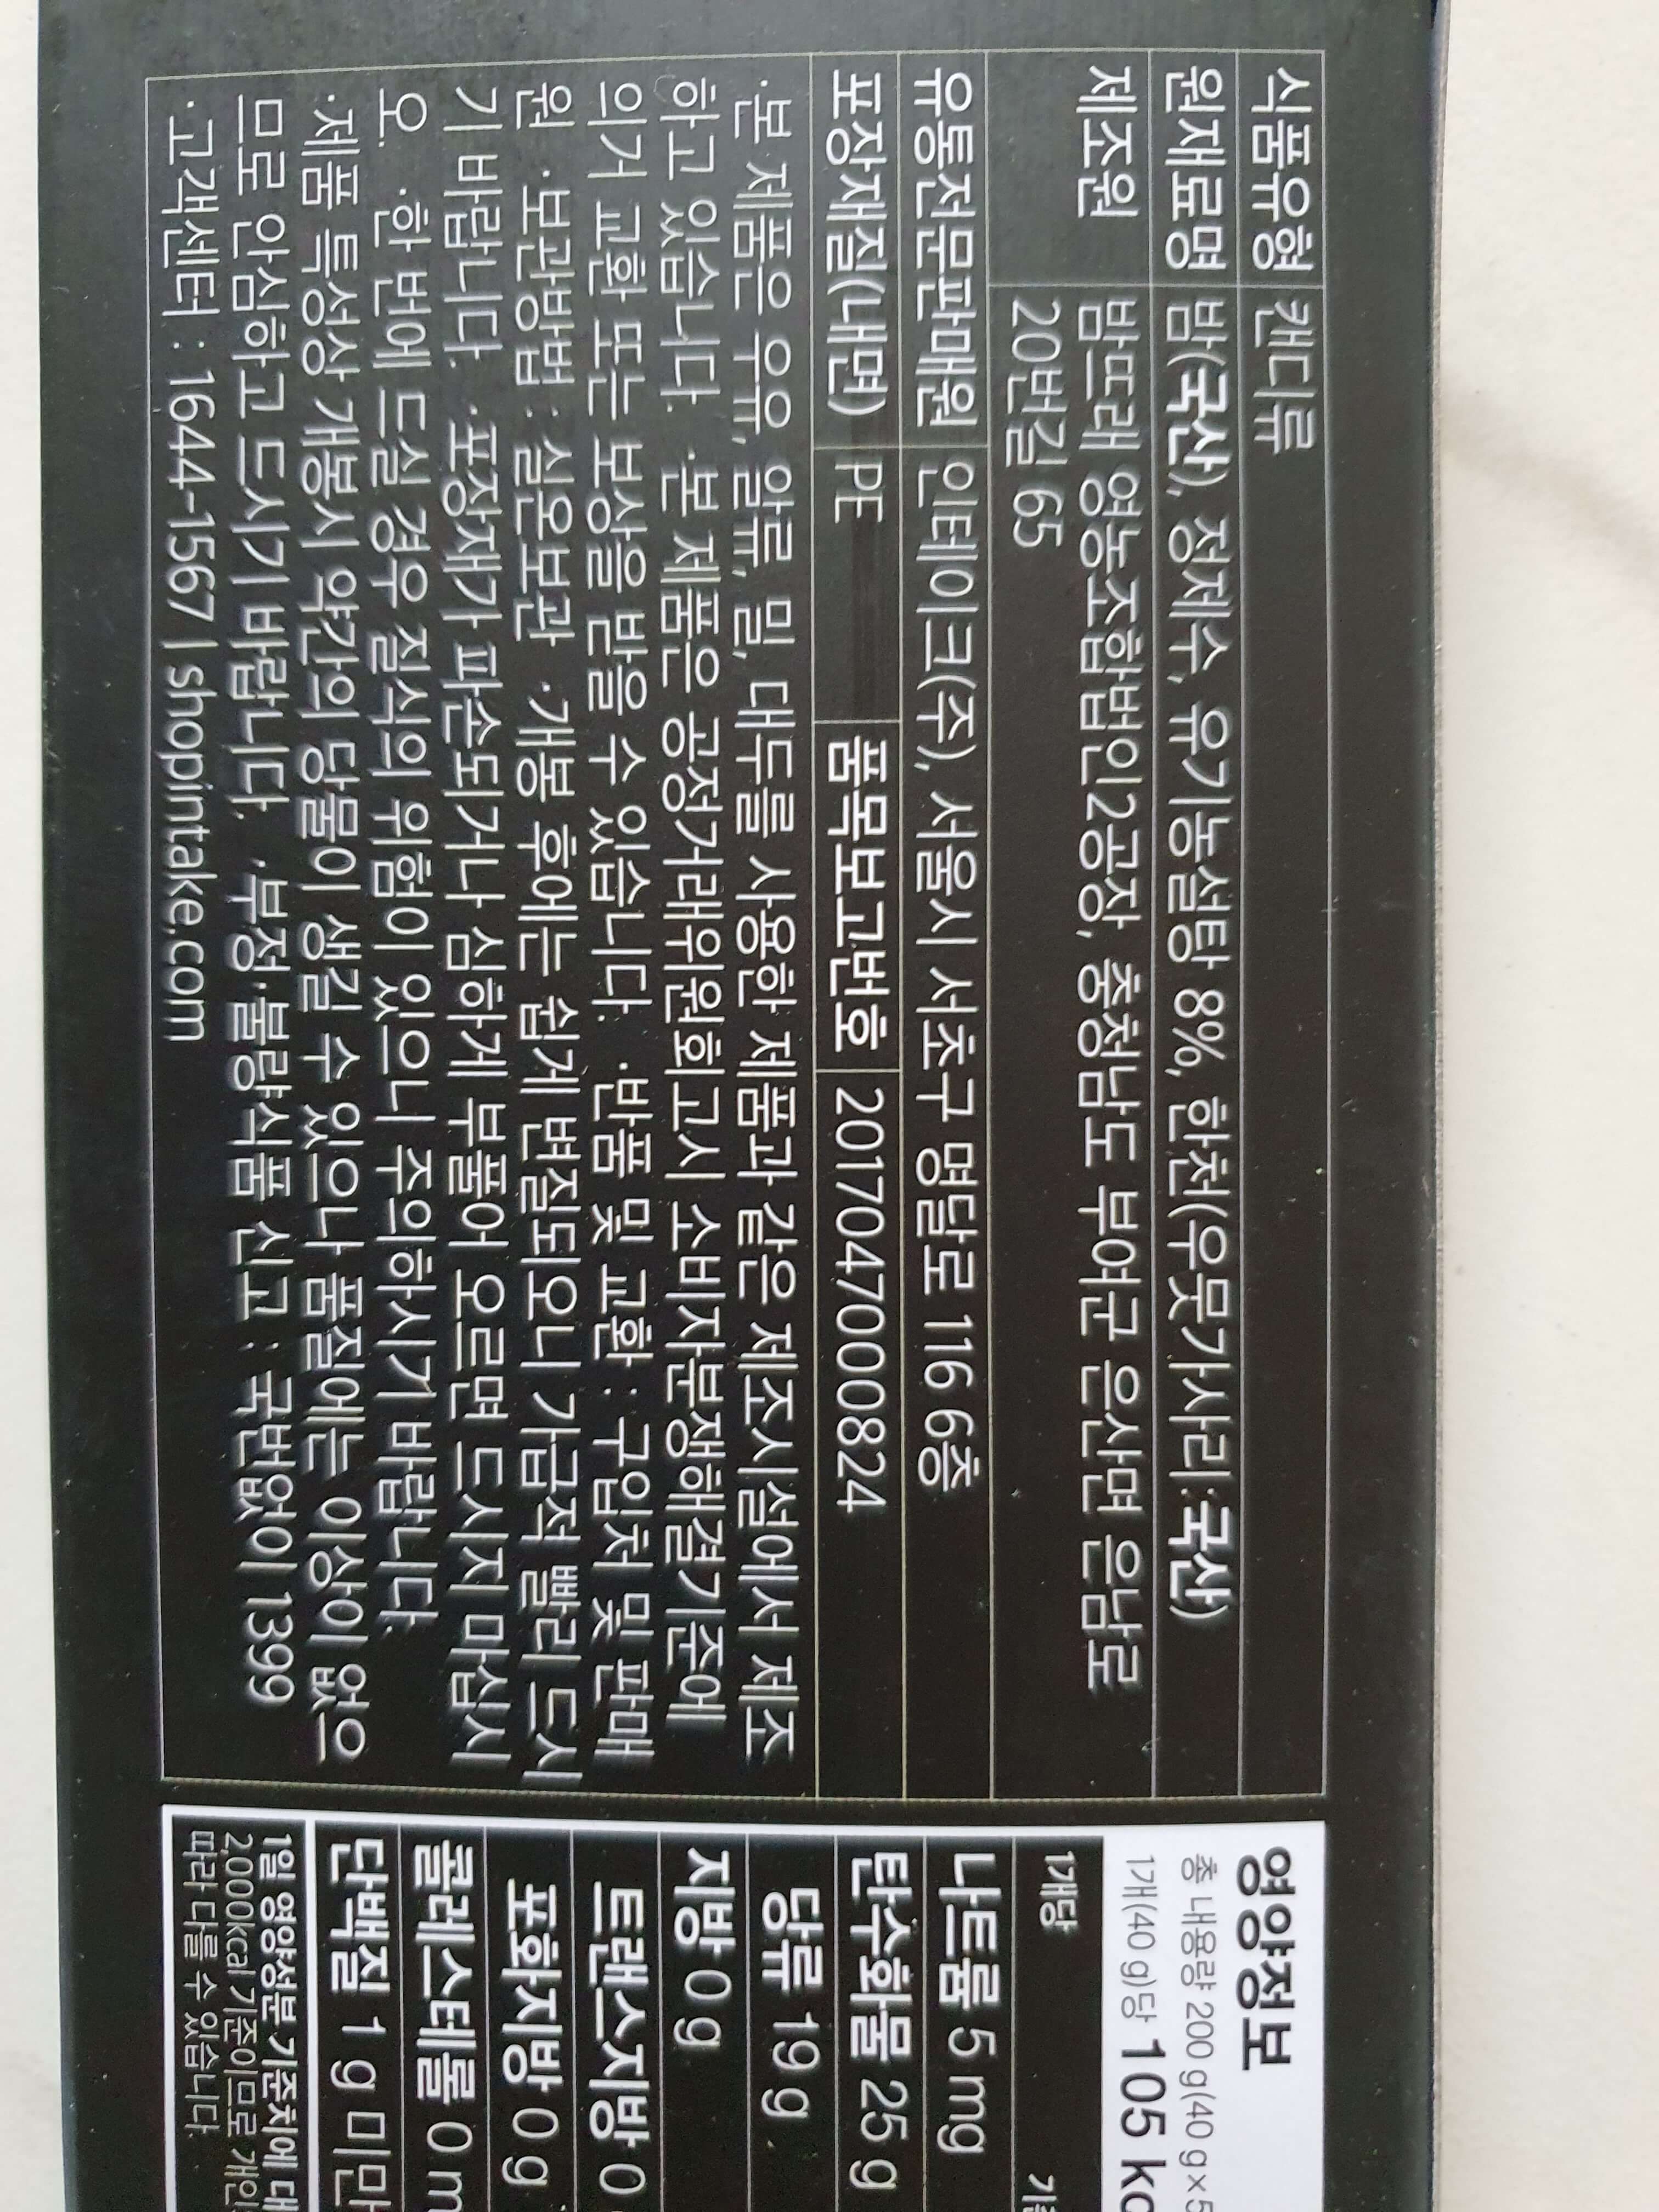 식품유형 캔디류
원재료명 밤(국산), 정제수, 유기농설탕 8%, 한천(우뭇가사리:국산)
제조원 밤뜨래 영농조합법인2공장, 충청남도 부여군 은산면 은남로
20번길 65
유통전문판매원 인테이크(주), 서울시 서초구 명달로 116 6층
포장재질(내면) PE 품목보고번호 20170470000824
·본 제품은 우유, 알류, 밀, 대두를 사용한 제품과 같은 제조시설에서 제조
하고 있습니다. ·본 제품은 공정거래위원회고시 소비자분쟁해결기준에
의거 교환 또는 보상을 받을 수 있습니다. ·반품 및 교환 : 구입처 및 판매
원 ·보관방법 : 실온보관 ·개봉 후에는 쉽게 변질되오니 가급적 빨리 드시
기 바랍니다. ·포장재가 파손되거나 심하게 부풀어 오르면 드시지 마십시
오. ·한 번에 드실 경우 질식의 위험이 있으니 주의하시기 바랍니다.
·제품 특성상 개봉시 약간의 당물이 생길 수 있으나 품질에는 이상이 없으
므로 안심하고 드시기 바랍니다. ·부정·불량식품 신고 : 국번없이 1399
·고객센터 : 1644-1567 | shopintake.com
영양정보
총 내용량 200 g(40 g×5
1개(40 g)당 105 kc
1개당
나트륨 5 mg
탄수화물 25 g
당류 19 g
지방 0 g
트랜스지방 0
포화지방 0 g
콜레스테롤 0 m
단백질 1 g 미만
1일 영양성분 기준치에 대
2,000kcal 기준이므로 개인
따라 다를 수 있습니다.